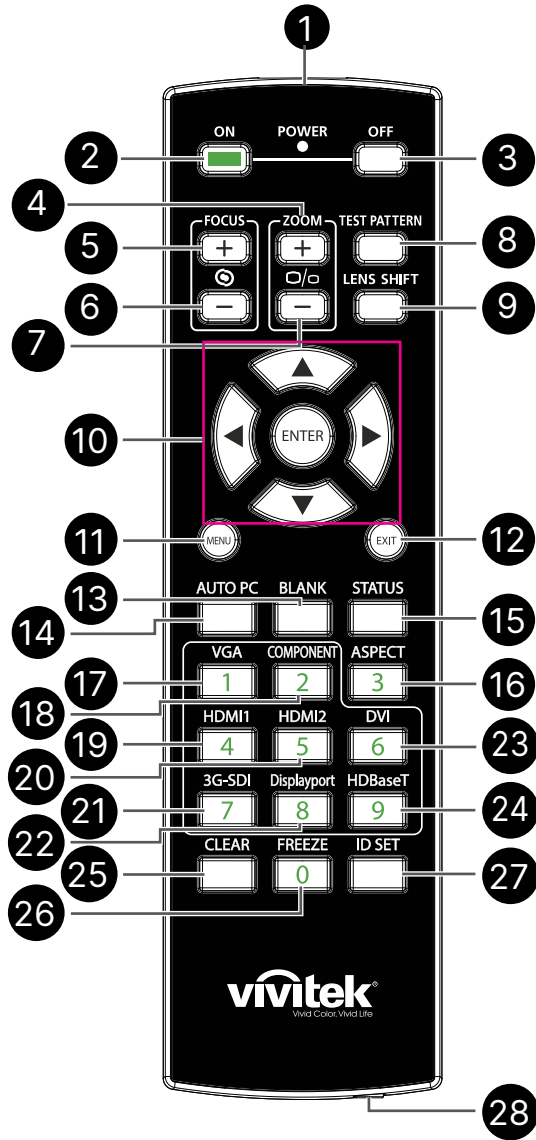 1
ON POWER OFF
2 3
4
FOCUS ZOOM TEST PATTERN
5 + + 8
LENS SHIFT
6 − − 9
7
10 ENTER
11 MENU EXIT 12
13 AUTO PC BLANK STATUS
14 15
VGA COMPONENT ASPECT
17 1 2 3 16
18 HDMI1 HDMI2 DVI
19 4 5 6 23
20 3G-SDI Displayport HDBaseT
21 7 8 9 24
22 CLEAR FREEZE ID SET
25 0 27
26
vivitek®
Vivid Color, Vivid Life
28